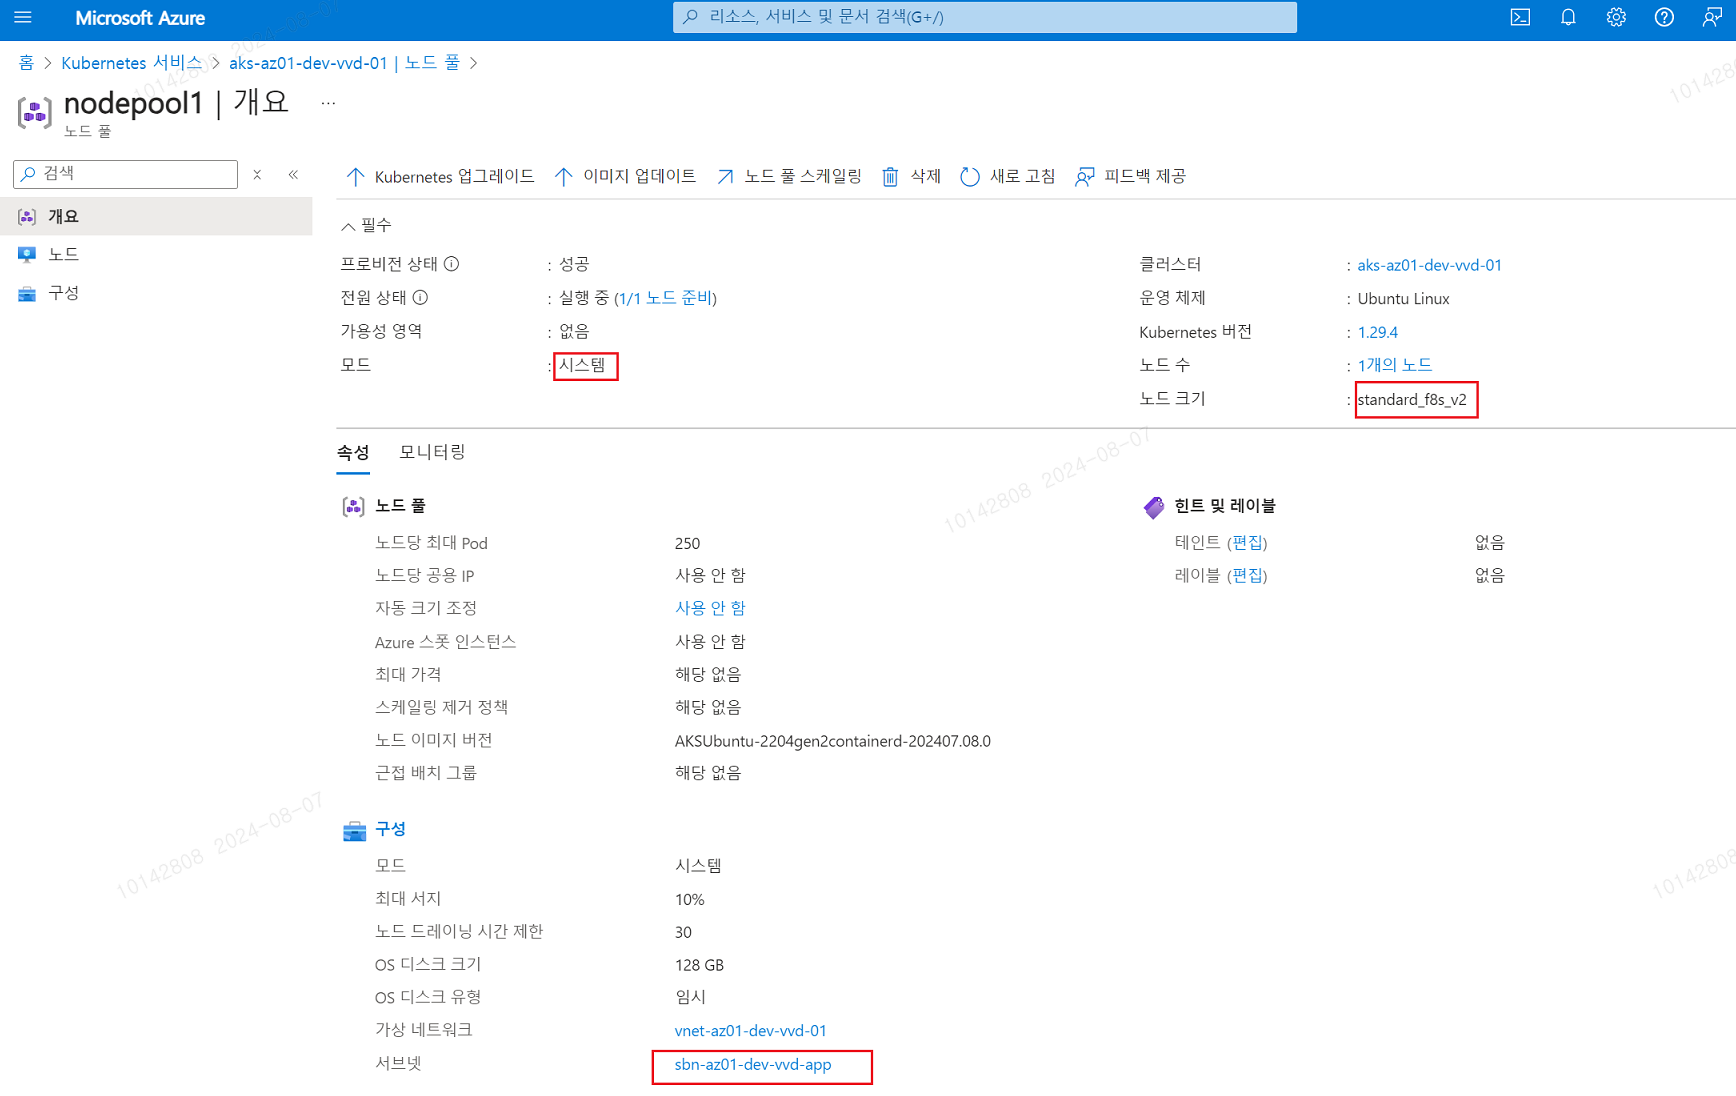 Microsoft Azure
리소스, 서비스 및 문서 검색(G+/)
홈 > Kubernetes 서비스 > aks-az01-dev-vvd-01 | 노드 풀 >
nodepool1 | 개요 ...
노드 풀
검색
개요
노드
구성
Kubernetes 업그레이드 이미지 업데이트 노드 풀 스케일링 삭제 새로 고침 피드백 제공
필수
프로비전 상태 : 성공
전원 상태 : 실행 중 (1/1 노드 준비)
가용성 영역 : 없음
모드 : 시스템
클러스터 : aks-az01-dev-vvd-01
운영 체제 : Ubuntu Linux
Kubernetes 버전 : 1.29.4
노드 수 : 1개의 노드
노드 크기 : standard_f8s_v2
속성 모니터링
노드 풀
노드당 최대 Pod 250
노드당 공용 IP 사용 안 함
자동 크기 조정 사용 안 함
Azure 스폿 인스턴스 사용 안 함
최대 가격 해당 없음
스케일링 제거 정책 해당 없음
노드 이미지 버전 AKSUbuntu-2204gen2containerd-202407.08.0
근접 배치 그룹 해당 없음
힌트 및 레이블
테인트 (편집) 없음
레이블 (편집) 없음
구성
모드 시스템
최대 서지 10%
노드 드레이닝 시간 제한 30
OS 디스크 크기 128 GB
OS 디스크 유형 임시
가상 네트워크 vnet-az01-dev-vvd-01
서브넷 sbn-az01-dev-vvd-app
10142808 2024-08-07
10142808 2024-08-07
10142808 2024-08-07
10142808
10142808